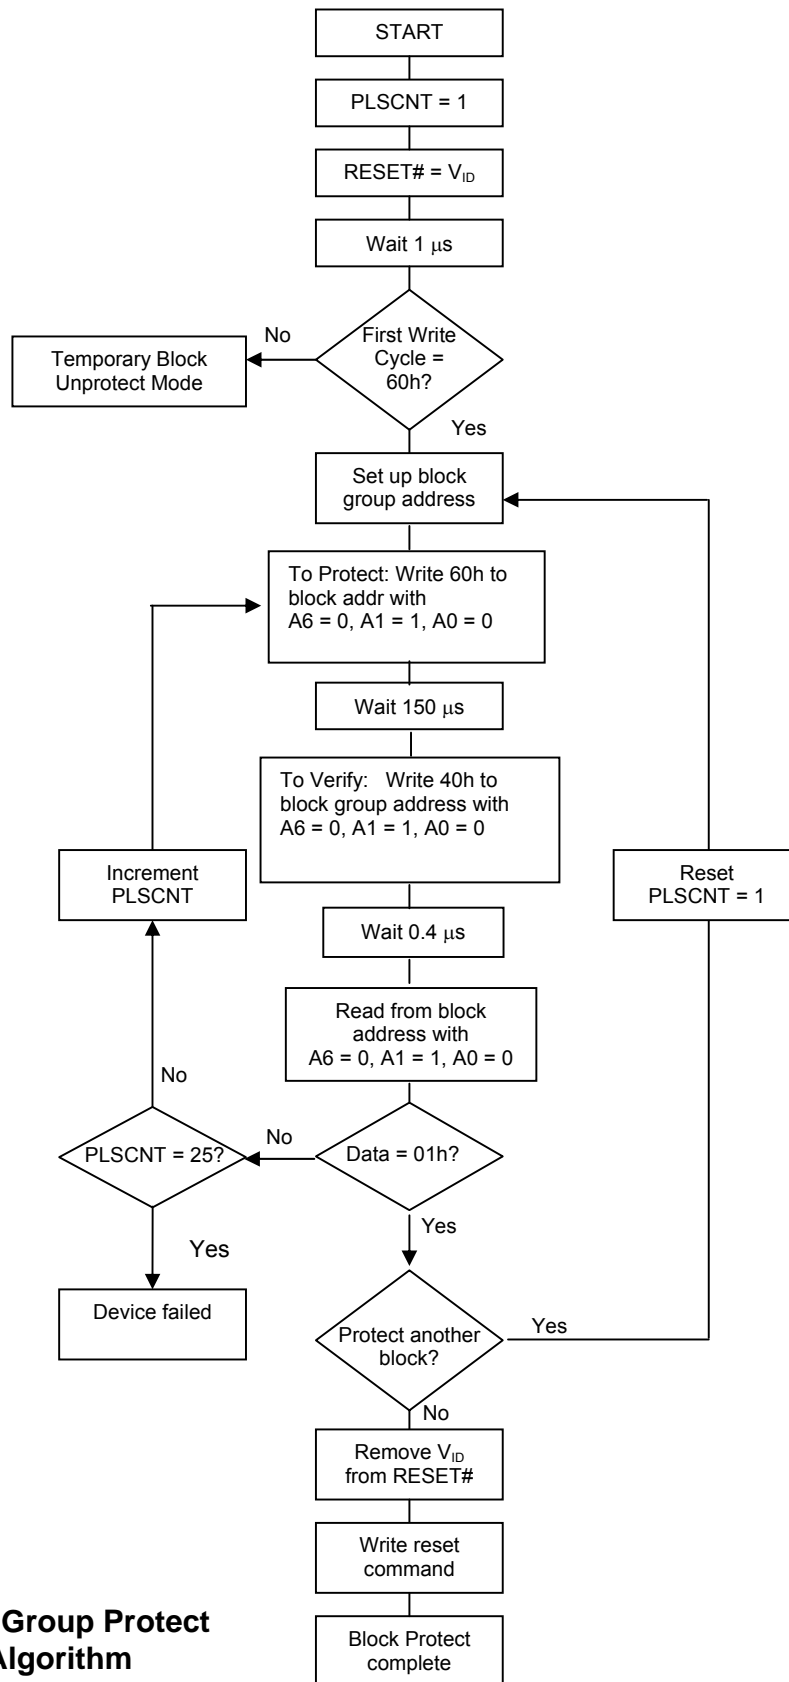 START
PLSCNT = 1
RESET# = VID
Wait 1 μs
First Write
Cycle =
60h?
No
Temporary Block
Unprotect Mode
Yes
Set up block
group address
To Protect: Write 60h to
block addr with
A6 = 0, A1 = 1, A0 = 0
Wait 150 μs
To Verify: Write 40h to
block group address with
A6 = 0, A1 = 1, A0 = 0
Increment
PLSCNT
Reset
PLSCNT = 1
Wait 0.4 μs
Read from block
address with
A6 = 0, A1 = 1, A0 = 0
No
PLSCNT = 25?
No
Data = 01h?
Yes
Yes
Device failed
Protect another
block?
Yes
No
Remove VID
from RESET#
Write reset
command
Group Protect
Algorithm
Block Protect
complete